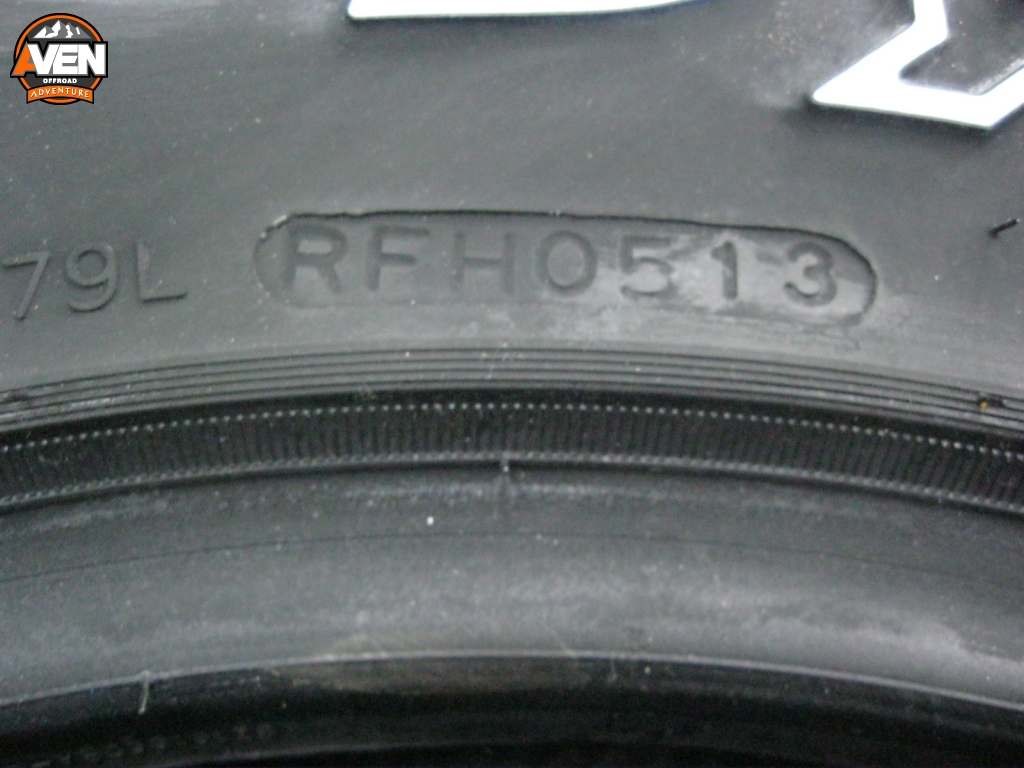 AVEN
OFFROAD
ADVENTURE
79L RFH0513